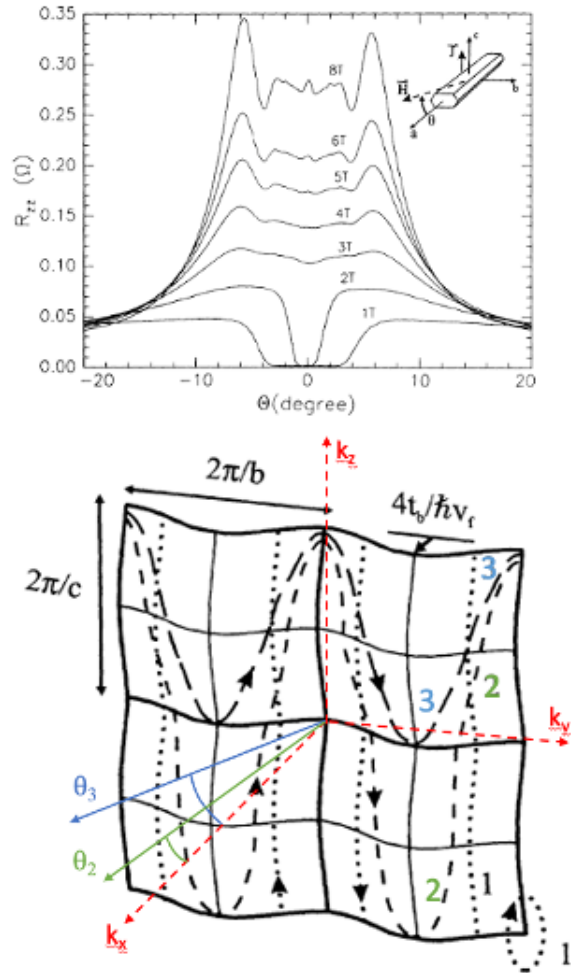 R_zz (Ω)
0.35
0.30
0.25
0.20
0.15
0.10
0.05
0.00
8T
6T
5T
4T
3T
2T
1T
c
H
b
θ
a
−20 −10 0 10 20
Θ(degree)
k_z
2π/b
4t_b/ħv_f
2π/c
3
3
2
k_y
θ₃
θ₂
2
1
k_x
1